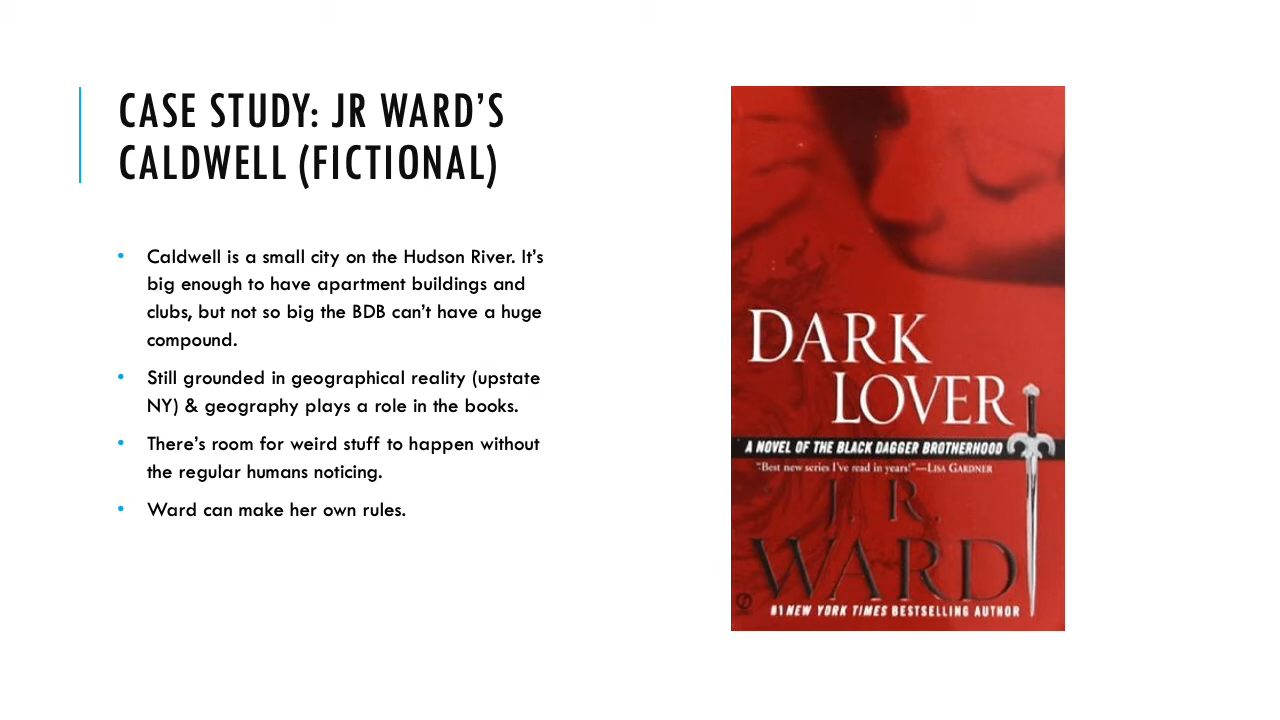 CASE STUDY: JR WARD'S
CALDWELL (FICTIONAL)
• Caldwell is a small city on the Hudson River. It's
big enough to have apartment buildings and
clubs, but not so big the BDB can't have a huge
compound.
• Still grounded in geographical reality (upstate
NY) & geography plays a role in the books.
• There's room for weird stuff to happen without
the regular humans noticing.
• Ward can make her own rules.
DARK
LOVER
A NOVEL OF THE BLACK DAGGER BROTHERHOOD
"Best new series I've read in years!"—LISA GARDNER
J. R.
WARD
#1 NEW YORK TIMES BESTSELLING AUTHOR